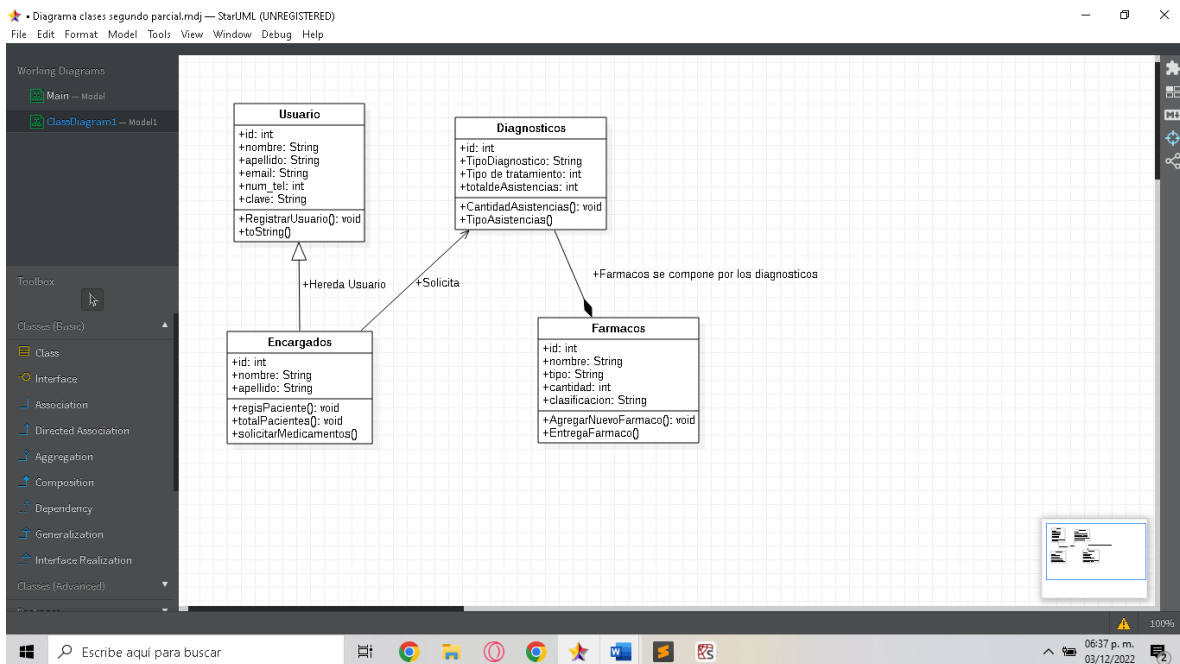 • Diagrama clases segundo parcial.mdj — StarUML (UNREGISTERED)
File Edit Format Model Tools View Window Debug Help
Working Diagrams
Main — Model
ClassDiagram1 — Model1
Toolbox
Classes (Basic)
Class
Interface
Association
Directed Association
Aggregation
Composition
Dependency
Generalization
Interface Realization
Classes (Advanced)
Usuario
+id: int
+nombre: String
+apellido: String
+email: String
+num_tel: int
+clave: String
+RegistrarUsuario(): void
+toString()
Diagnosticos
+id: int
+TipoDiagnostico: String
+Tipo de tratamiento: int
+totaldeAsistencias: int
+CantidadAsistencias(): void
+TipoAsistencias()
+Hereda Usuario
+Solicita
+Farmacos se compone por los diagnosticos
Encargados
+id: int
+nombre: String
+apellido: String
+regisPaciente(): void
+totalPacientes(): void
+solicitarMedicamentos()
Farmacos
+id: int
+nombre: String
+tipo: String
+cantidad: int
+clasificacion: String
+AgregarNuevoFarmaco(): void
+EntregaFarmaco()
100%
Escribe aquí para buscar
06:37 p. m.
03/12/2022
2